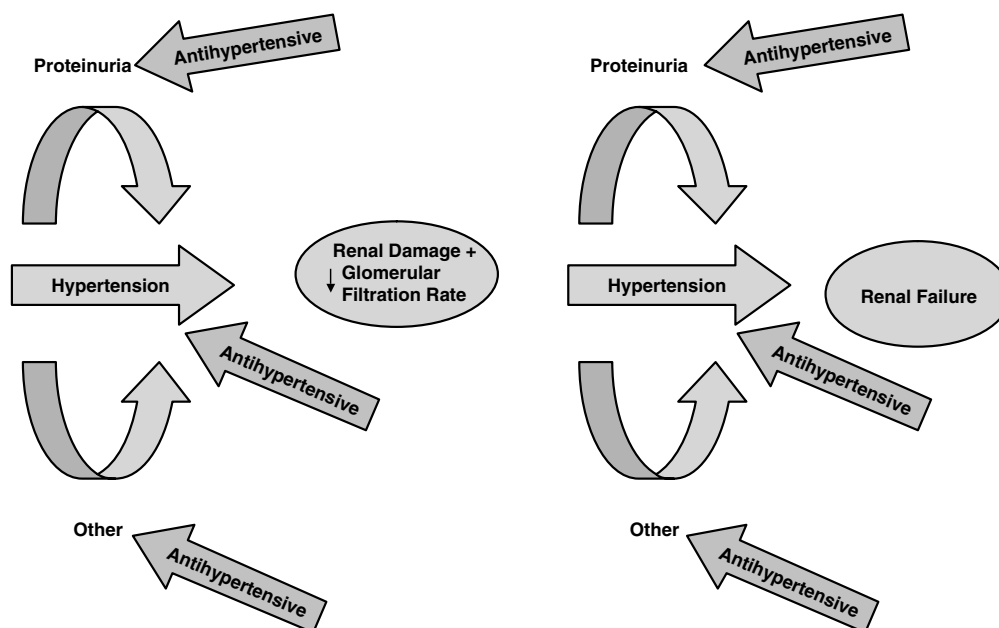 Antihypertensive
Proteinuria
Hypertension
Renal Damage +
↓ Glomerular
Filtration Rate
Antihypertensive
Other
Antihypertensive
Antihypertensive
Proteinuria
Hypertension
Renal Failure
Antihypertensive
Other
Antihypertensive